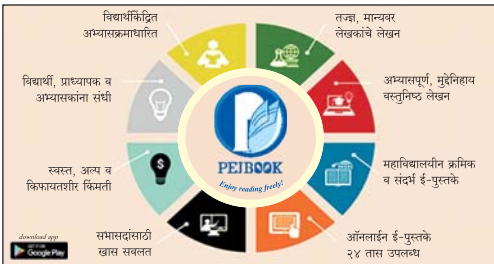 विद्यार्थीकेंद्रित
अभ्यासक्रमाधारित
तज्ज्ञ, मान्यवर
लेखकांचे लेखन
विद्यार्थी, प्राध्यापक व
अभ्यासकांना संधी
अभ्यासपूर्ण, मुद्देनिहाय
वस्तुनिष्ठ लेखन
PEJBOOK
Enjoy reading freely!
स्वस्त, अल्प व
किफायतशीर किंमती
महाविद्यालयीन क्रमिक
व संदर्भ ई-पुस्तके
सभासदांसाठी
खास सवलत
ऑनलाईन ई-पुस्तके
२४ तास उपलब्ध
download app
GET IT ON
Google Play